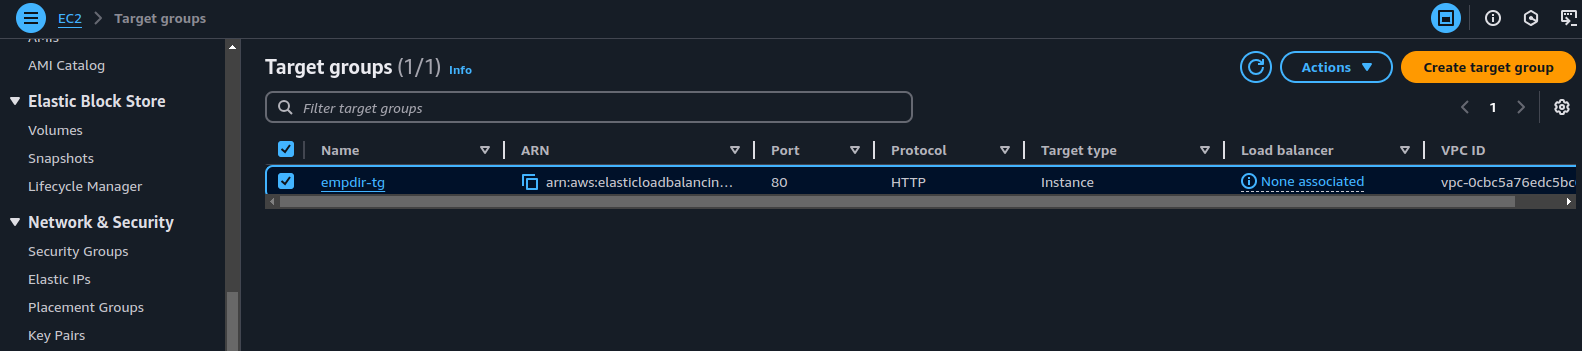 EC2 > Target groups
AMIs
AMI Catalog
Elastic Block Store
Volumes
Snapshots
Lifecycle Manager
Network & Security
Security Groups
Elastic IPs
Placement Groups
Key Pairs
Target groups (1/1) Info
Actions
Create target group
Filter target groups
1
Name ARN Port Protocol Target type Load balancer VPC ID
empdir-tg arn:aws:elasticloadbalancin... 80 HTTP Instance None associated vpc-0cbc5a76edc5bc